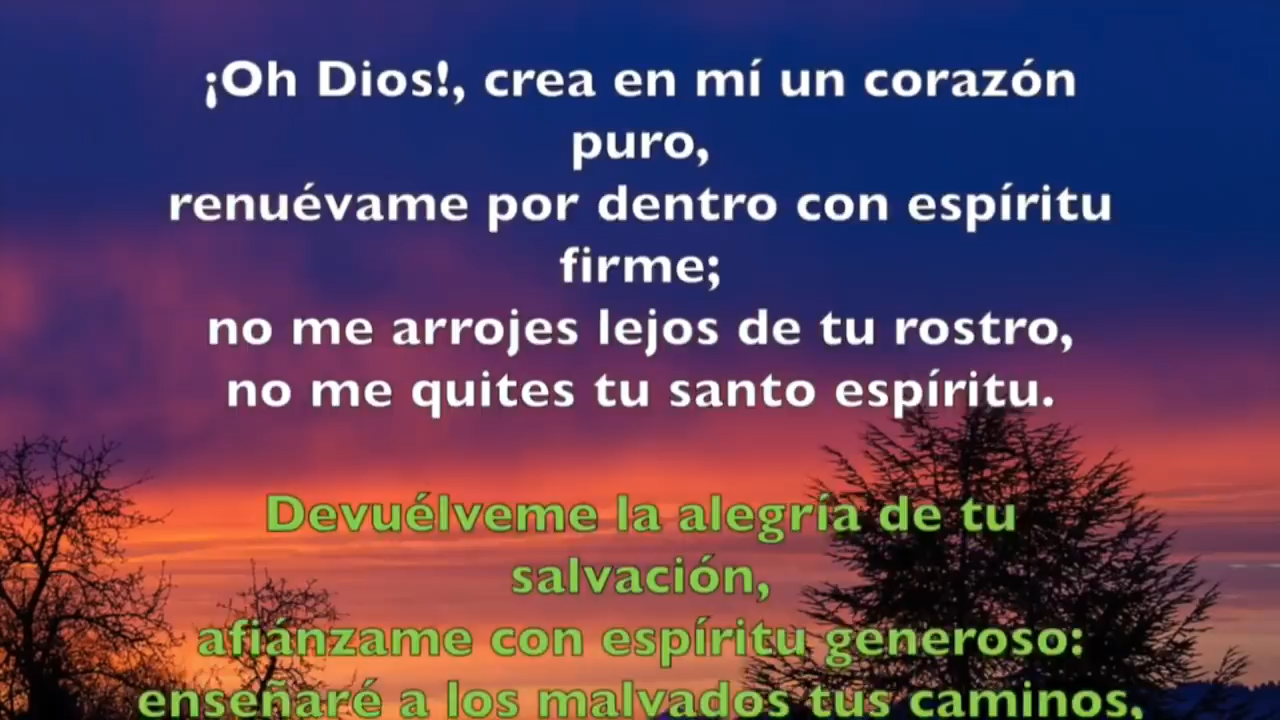 ¡Oh Dios!, crea en mí un corazón
puro,
renuévame por dentro con espíritu
firme;
no me arrojes lejos de tu rostro,
no me quites tu santo espíritu.
Devuélveme la alegría de tu
salvación,
afiánzame con espíritu generoso:
enseñaré a los malvados tus caminos,